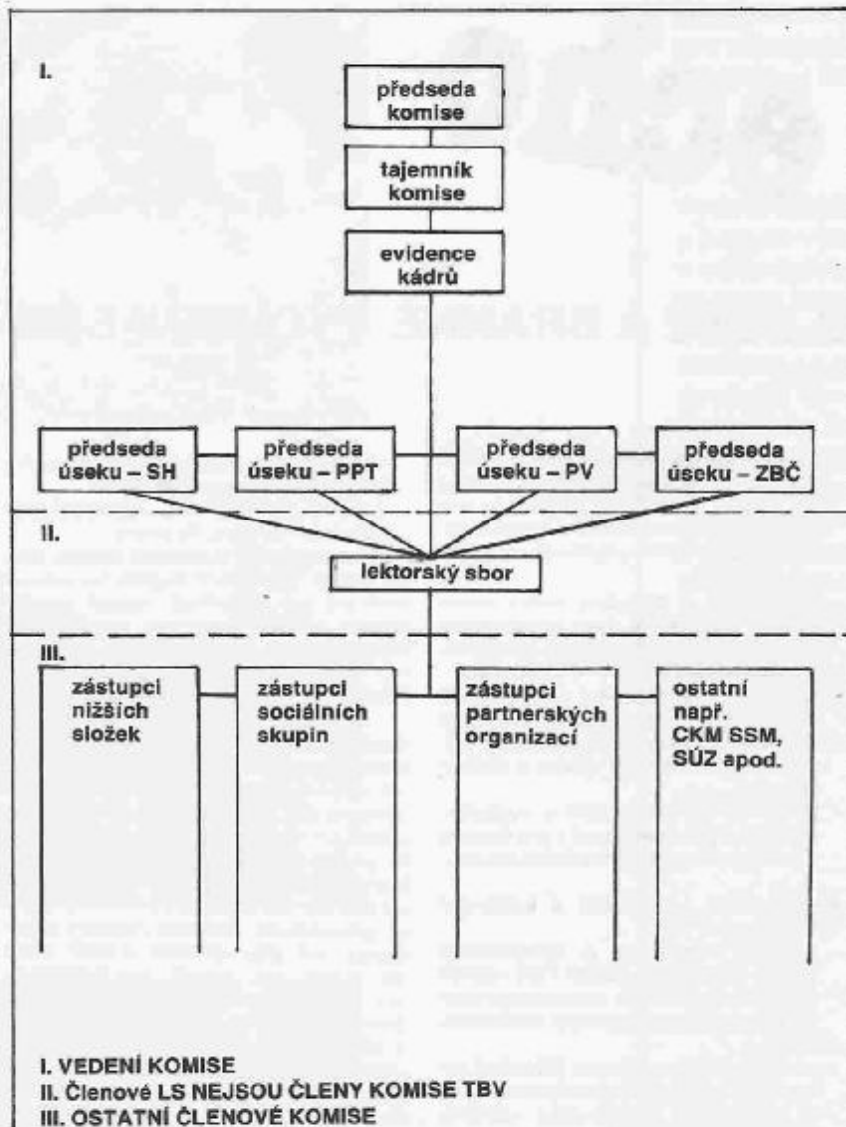 I.
předseda
komise
tajemník
komise
evidence
kádrů
předseda
úseku – SH
předseda
úseku – PPT
předseda
úseku – PV
předseda
úseku – ZBČ
II.
lektorský sbor
III.
zástupci
nižších
složek
zástupci
sociálních
skupin
zástupci
partnerských
organizací
ostatní
např.
CKM SSM,
SÚZ apod.
I. VEDENÍ KOMISE
II. Členové LS NEJSOU ČLENY KOMISE TBV
III. OSTATNÍ ČLENOVÉ KOMISE